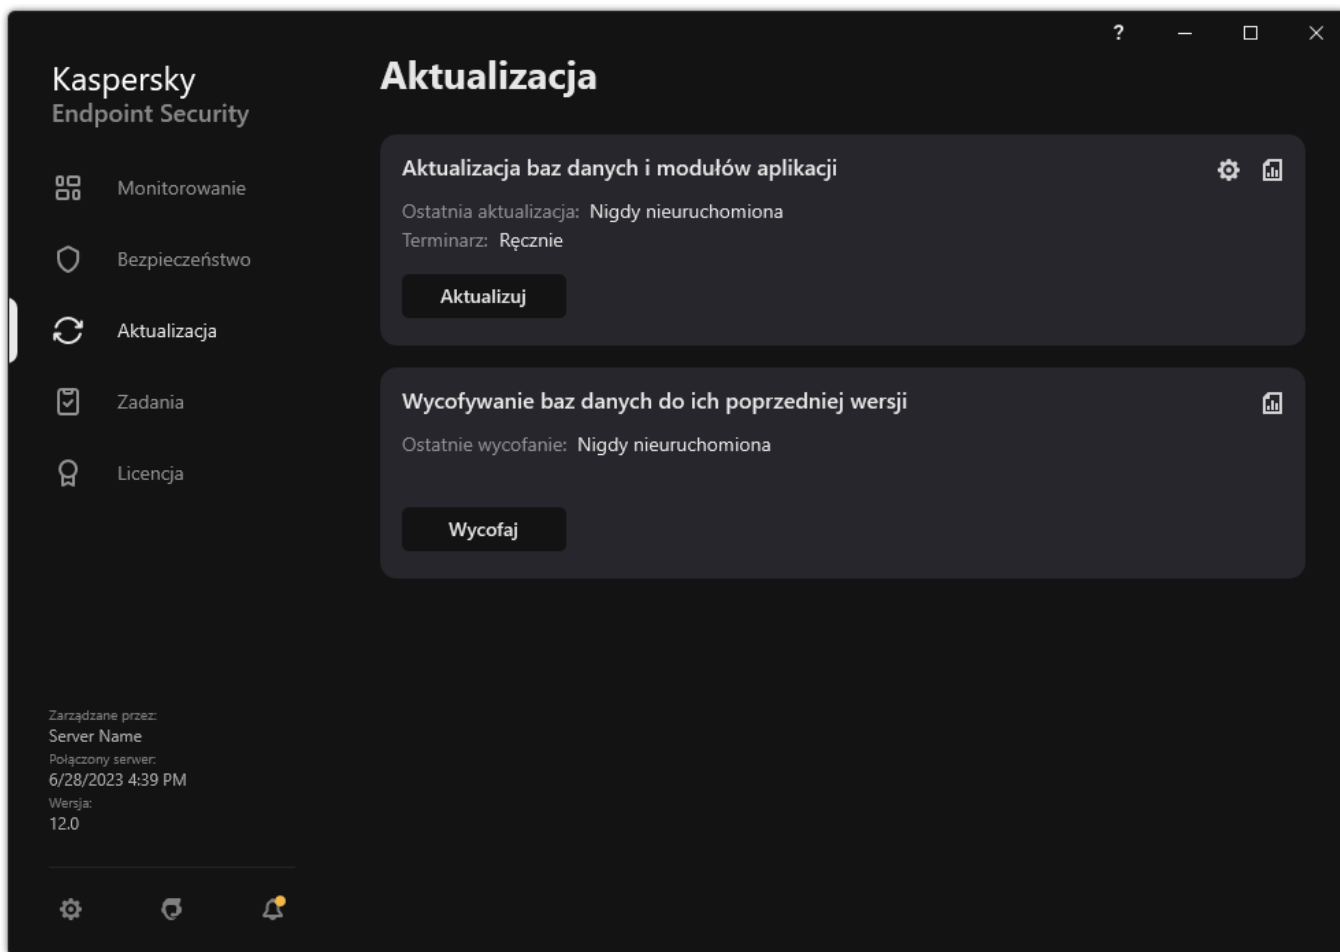 ?
Kaspersky
Endpoint Security
Monitorowanie
Bezpieczeństwo
Aktualizacja
Zadania
Licencja
Zarządzane przez:
Server Name
Połączony serwer:
6/28/2023 4:39 PM
Wersja:
12.0
Aktualizacja
Aktualizacja baz danych i modułów aplikacji
Ostatnia aktualizacja: Nigdy nieuruchomiona
Terminarz: Ręcznie
Aktualizuj
Wycofywanie baz danych do ich poprzedniej wersji
Ostatnie wycofanie: Nigdy nieuruchomiona
Wycofaj